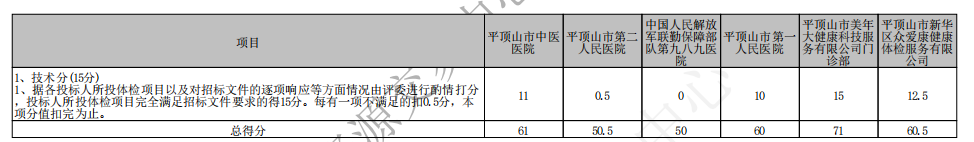 项目 平顶山市中医医院 平顶山市第二人民医院 中国人民解放军联勤保障部队第九八九医院 平顶山市第一人民医院 平顶山市美年大健康科技服务有限公司门诊部 平顶山市新华区众爱康健康体检服务有限公司
1、技术分(15分)
1、据各投标人所投体检项目以及对招标文件的逐项响应等方面情况由评委进行酌情打分
，投标人所投体检项目完全满足招标文件要求的得15分。每有一项不满足的扣0.5分，本
项分值扣完为止。
11 0.5 0 10 15 12.5
总得分 61 50.5 50 60 71 60.5